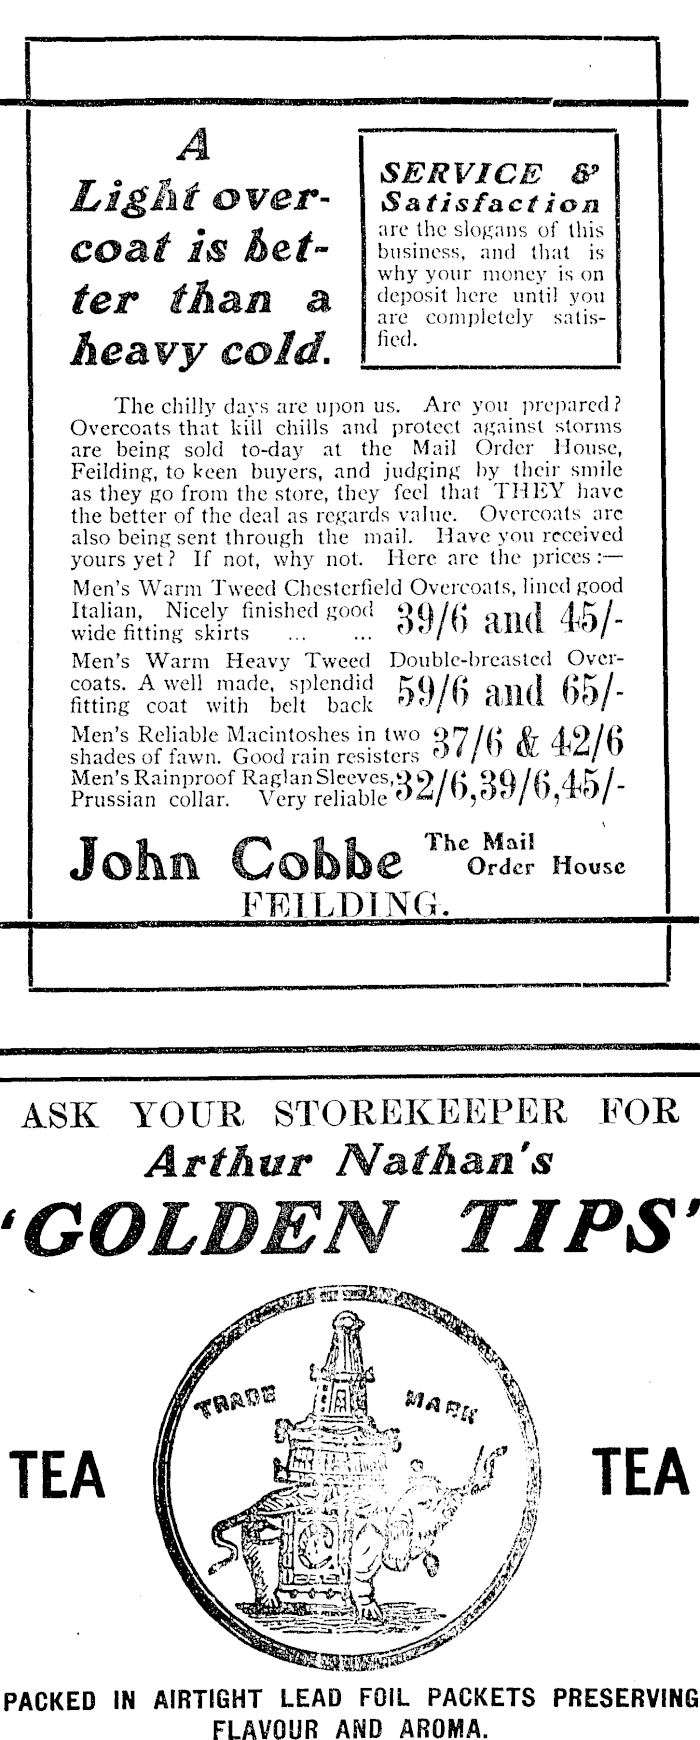 A
Light over-
coat is bet-
ter than a
heavy cold.
SERVICE &
Satisfaction
are the slogans of this
business, and that is
why your money is on
deposit here until you
are completely satis-
fied.
The chilly days are upon us. Are you prepared?
Overcoats that kill chills and protect against storms
are being sold to-day at the Mail Order House,
Feilding, to keen buyers, and judging by their smile
as they go from the store, they feel that THEY have
the better of the deal as regards value. Overcoats are
also being sent through the mail. Have you received
yours yet? If not, why not. Here are the prices:—
Men's Warm Tweed Chesterfield Overcoats, lined good
Italian, Nicely finished good
wide fitting skirts ... ... 39/6 and 45/-
Men's Warm Heavy Tweed Double-breasted Over-
coats. A well made, splendid
fitting coat with belt back 59/6 and 65/-
Men's Reliable Macintoshes in two
shades of fawn. Good rain resisters 37/6 & 42/6
Men's Rainproof Raglan Sleeves,
Prussian collar. Very reliable 32/6, 39/6, 45/-
John Cobbe The Mail
Order House
FEILDING.
ASK YOUR STOREKEEPER FOR
Arthur Nathan's
'GOLDEN TIPS'
TRADE MARK
TEA TEA
PACKED IN AIRTIGHT LEAD FOIL PACKETS PRESERVING
FLAVOUR AND AROMA.